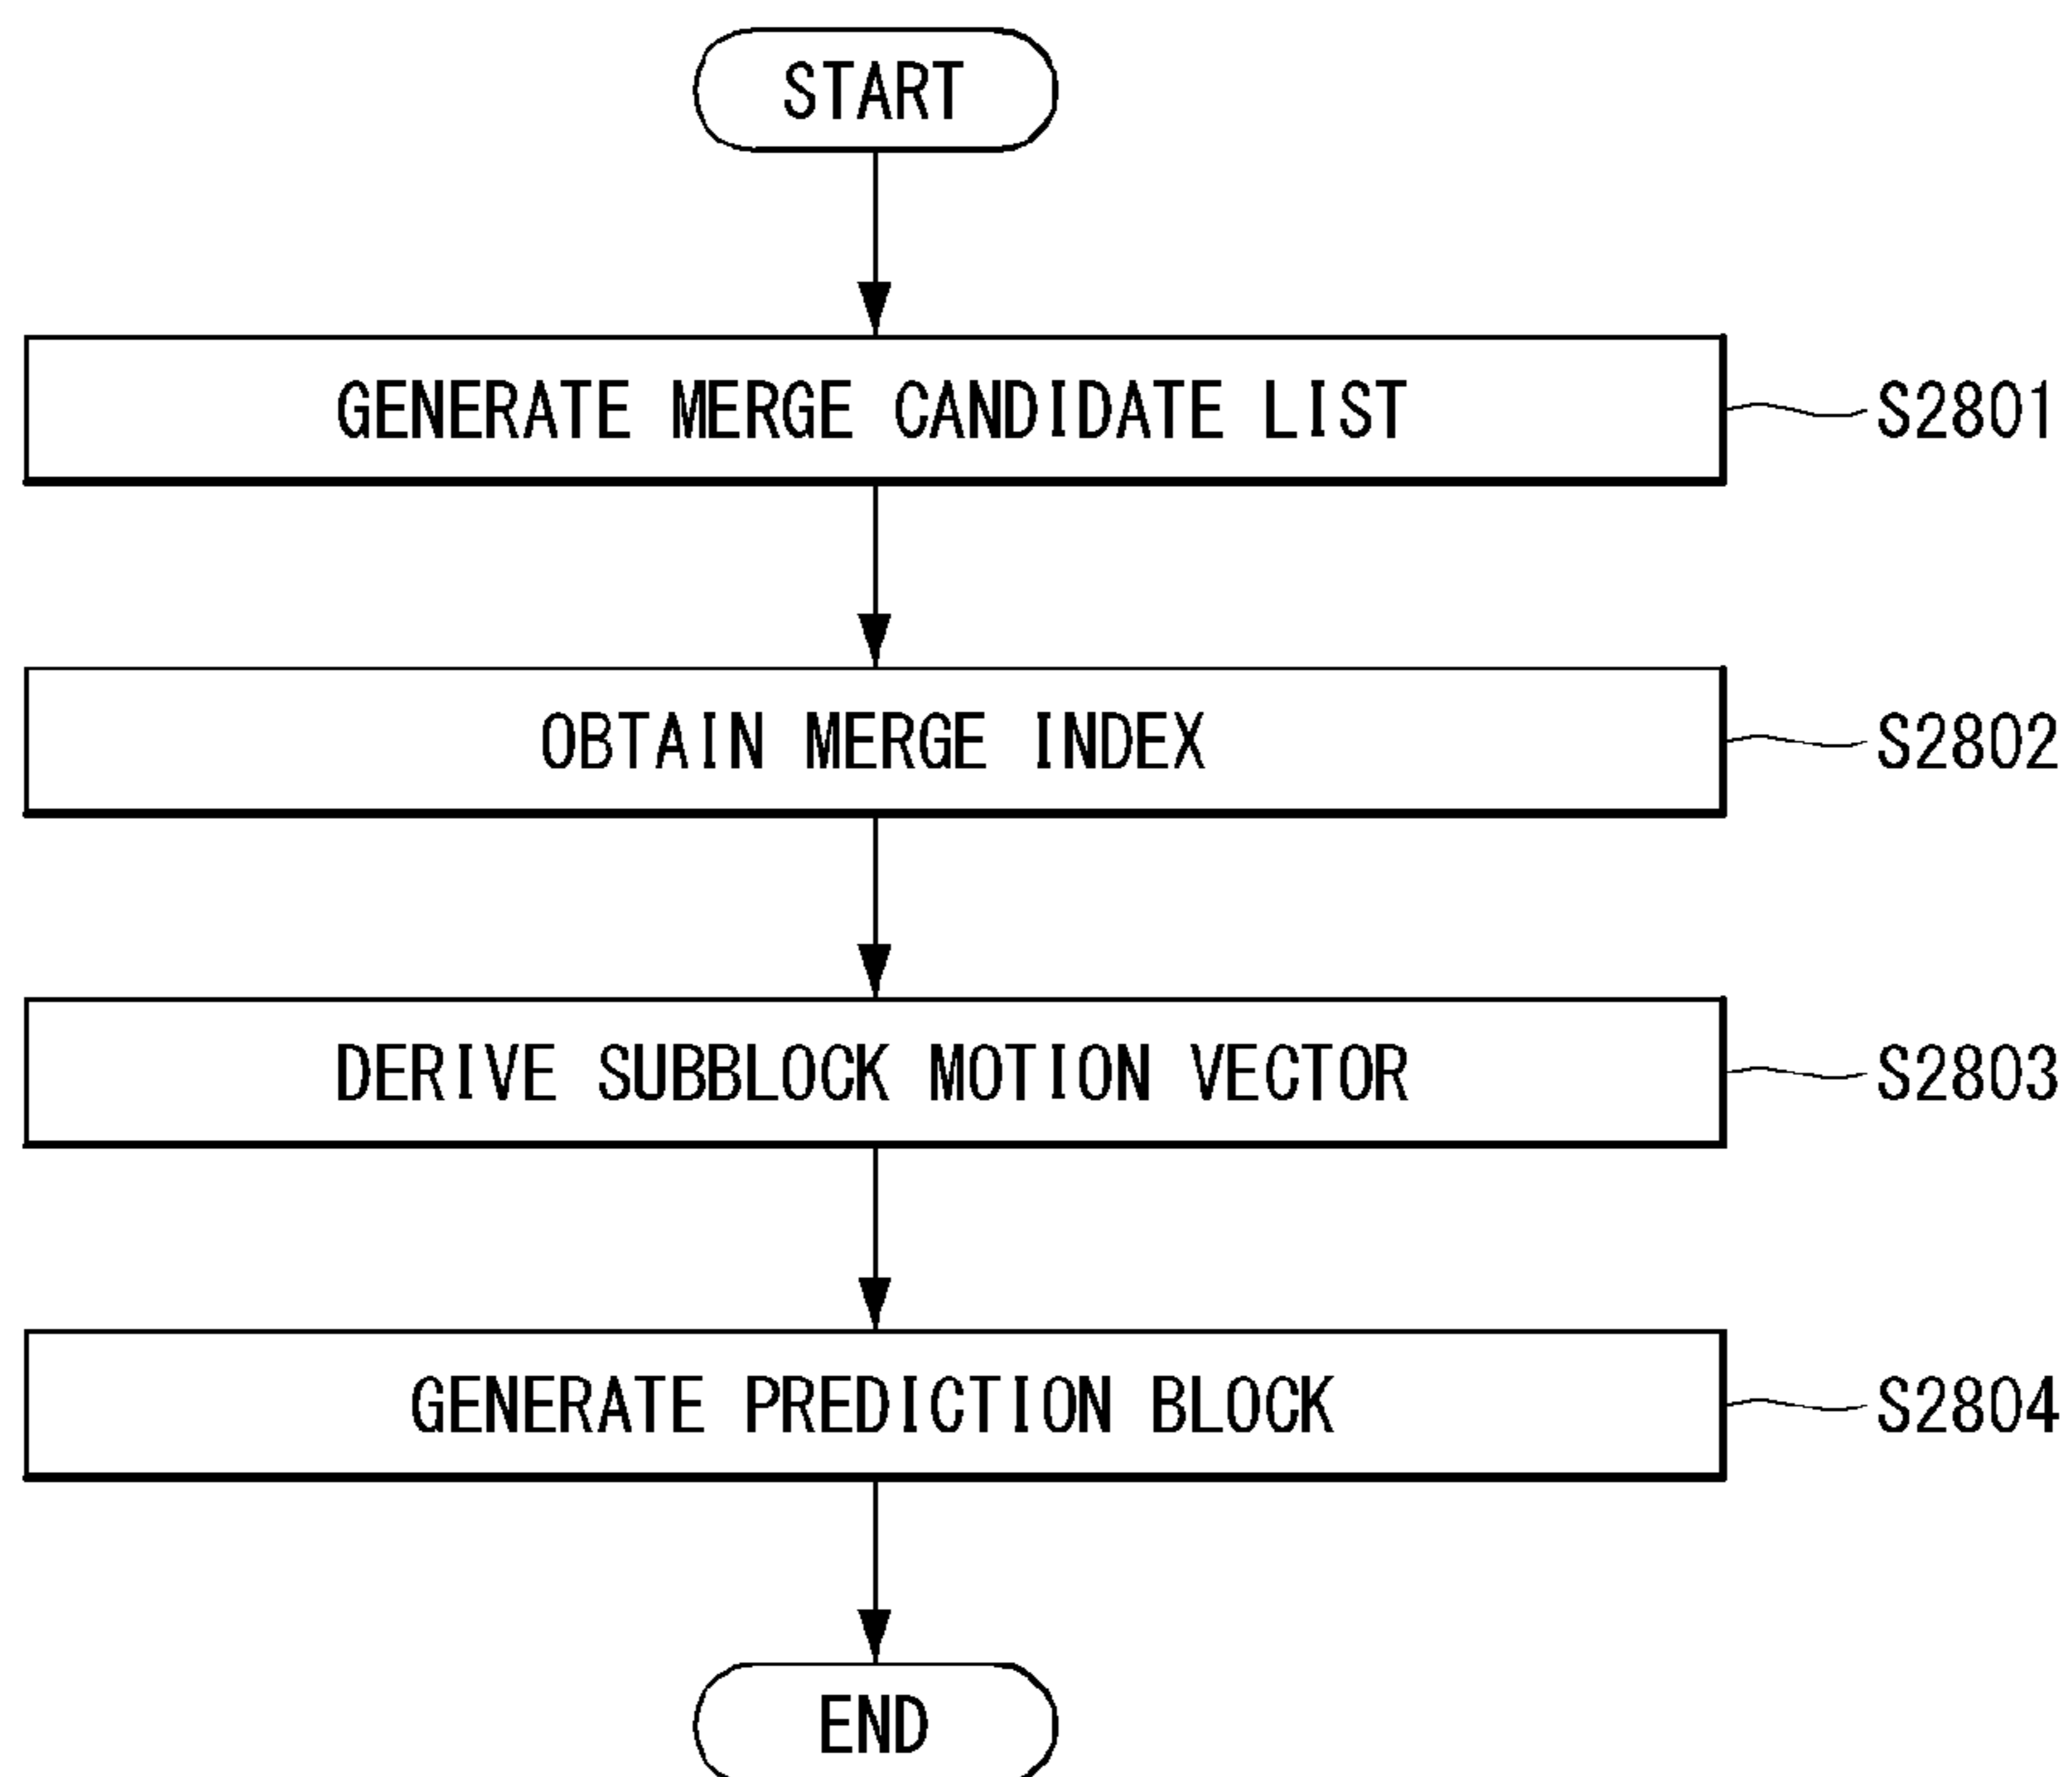 START
GENERATE MERGE CANDIDATE LIST
S2801
OBTAIN MERGE INDEX
S2802
DERIVE SUBBLOCK MOTION VECTOR
S2803
GENERATE PREDICTION BLOCK
S2804
END